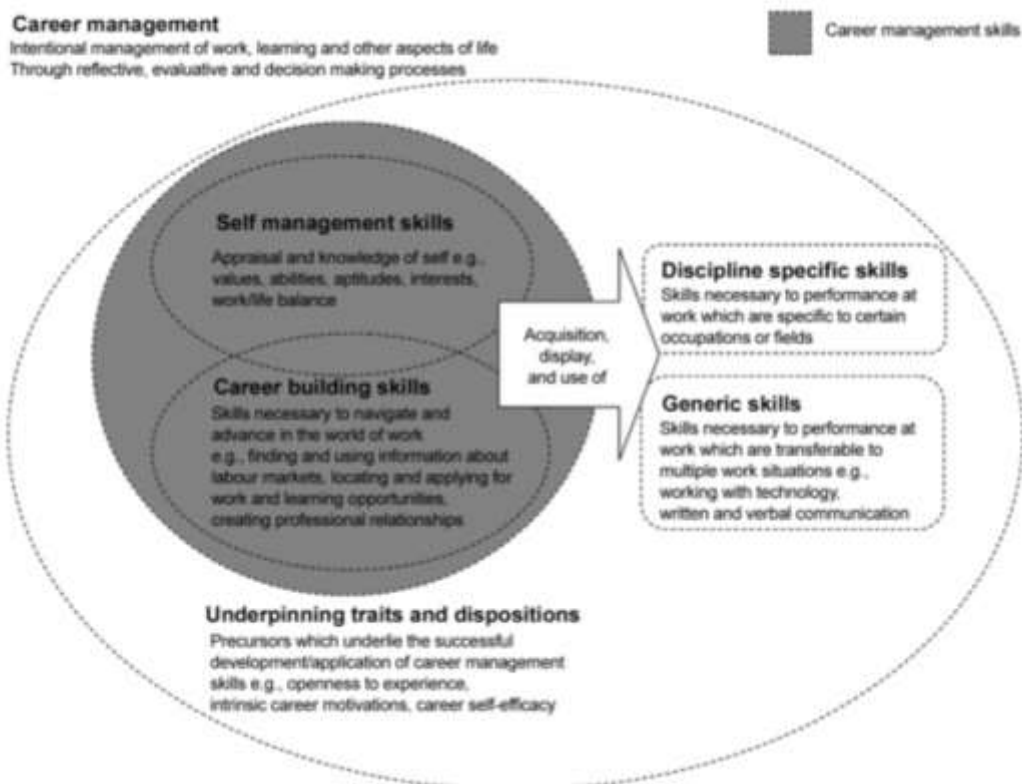 Career management
Intentional management of work, learning and other aspects of life
Through reflective, evaluative and decision making processes
Career management skills
Self management skills
Appraisal and knowledge of self e.g.,
values, abilities, aptitudes, interests,
work/life balance
Career building skills
Skills necessary to navigate and
advance in the world of work
e.g., finding and using information about
labour markets, locating and applying for
work and learning opportunities,
creating professional relationships
Acquisition,
display,
and use of
Discipline specific skills
Skills necessary to performance at
work which are specific to certain
occupations or fields
Generic skills
Skills necessary to performance at
work which are transferable to
multiple work situations e.g.,
working with technology,
written and verbal communication
Underpinning traits and dispositions
Precursors which underlie the successful
development/application of career management
skills e.g., openness to experience,
intrinsic career motivations, career self-efficacy